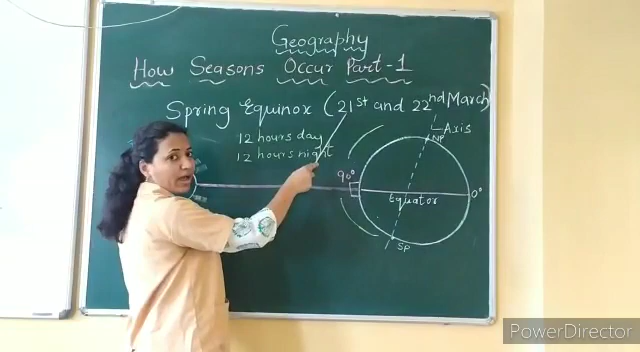 Geography
How Seasons Occur Part-1
Spring Equinox (21st and 22nd March)
12 hours day
12 hours night
Axis
NP
90°
0°
Equator
SP
PowerDirector